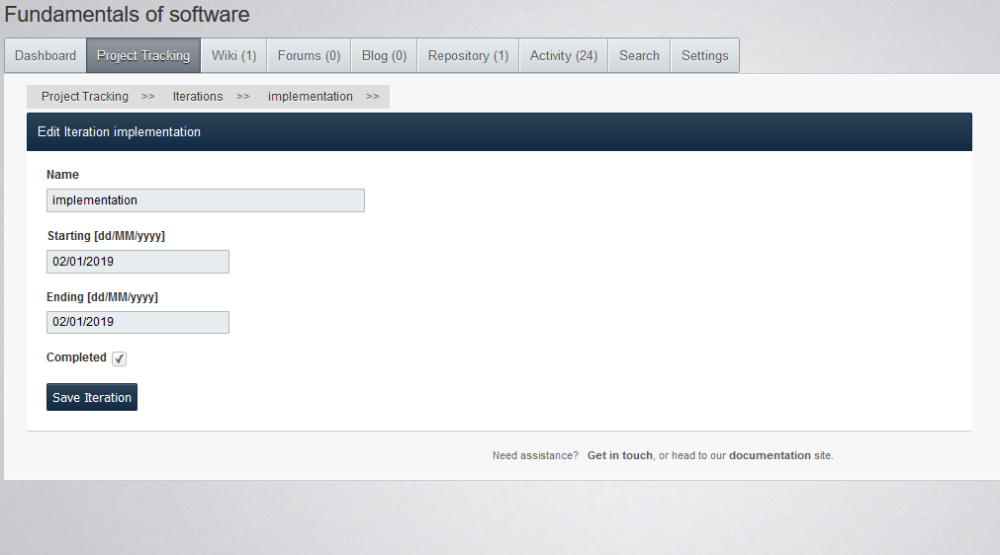 Fundamentals of software
Dashboard Project Tracking Wiki (1) Forums (0) Blog (0) Repository (1) Activity (24) Search Settings
Project Tracking >> Iterations >> implementation >>
Edit Iteration implementation
Name
implementation
Starting [dd/MM/yyyy]
02/01/2019
Ending [dd/MM/yyyy]
02/01/2019
Completed
Save Iteration
Need assistance? Get in touch, or head to our documentation site.